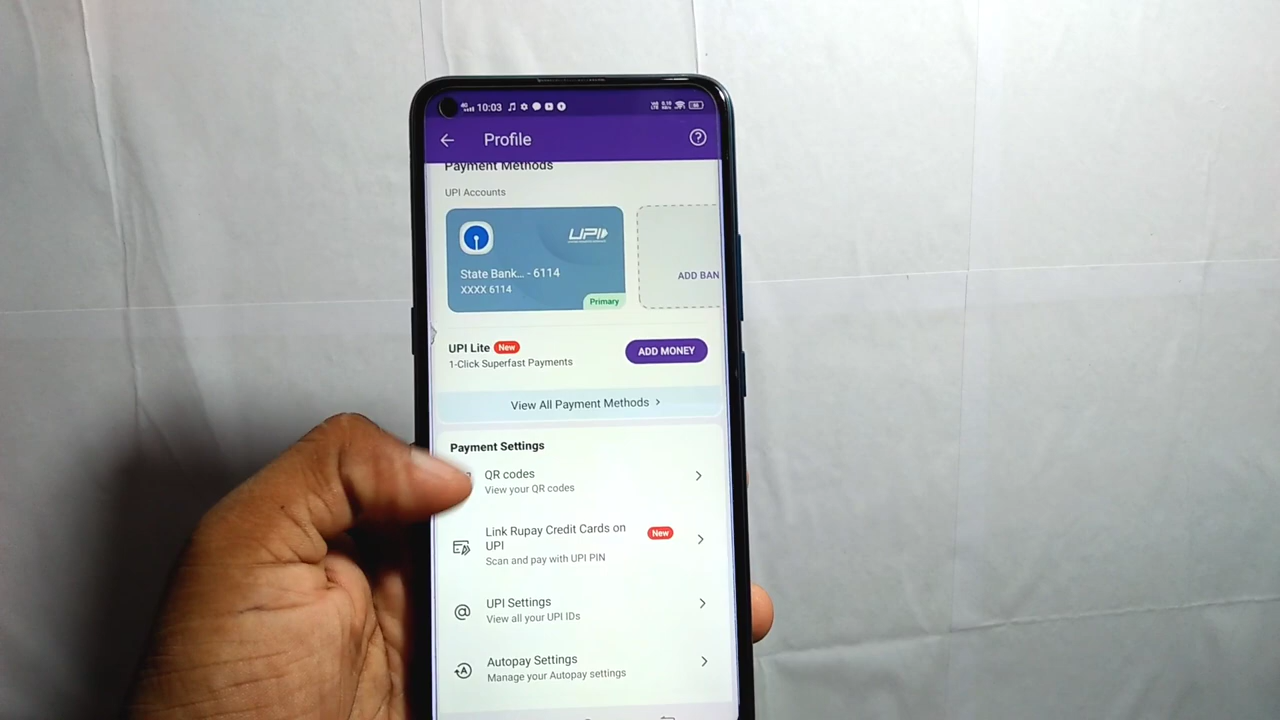 4G 10:03
Profile
Payment Methods
UPI Accounts
UPI
State Bank... - 6114
XXXX 6114
Primary
ADD BAN
UPI Lite New
1-Click Superfast Payments
ADD MONEY
View All Payment Methods >
Payment Settings
QR codes
View your QR codes
Link Rupay Credit Cards on
UPI
New
Scan and pay with UPI PIN
UPI Settings
View all your UPI IDs
Autopay Settings
Manage your Autopay settings